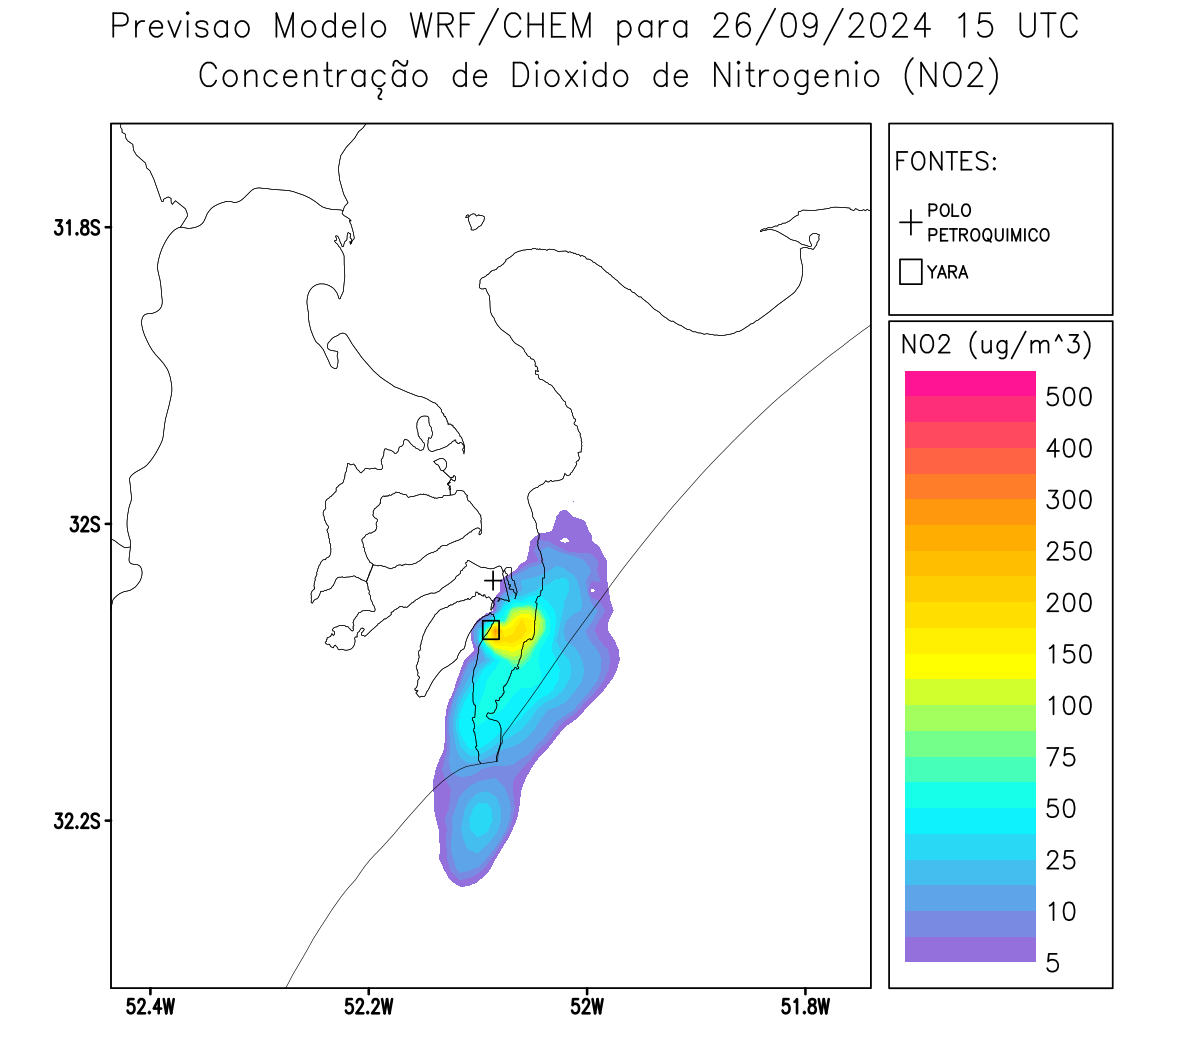 Previsao Modelo WRF/CHEM para 26/09/2024 15 UTC
Concentração de Dioxido de Nitrogenio (NO2)
FONTES:
POLO
PETROQUIMICO
YARA
NO2 (ug/m^3)
500
400
300
250
200
150
100
75
50
25
10
5
31.8S
32S
32.2S
52.4W
52.2W
52W
51.8W